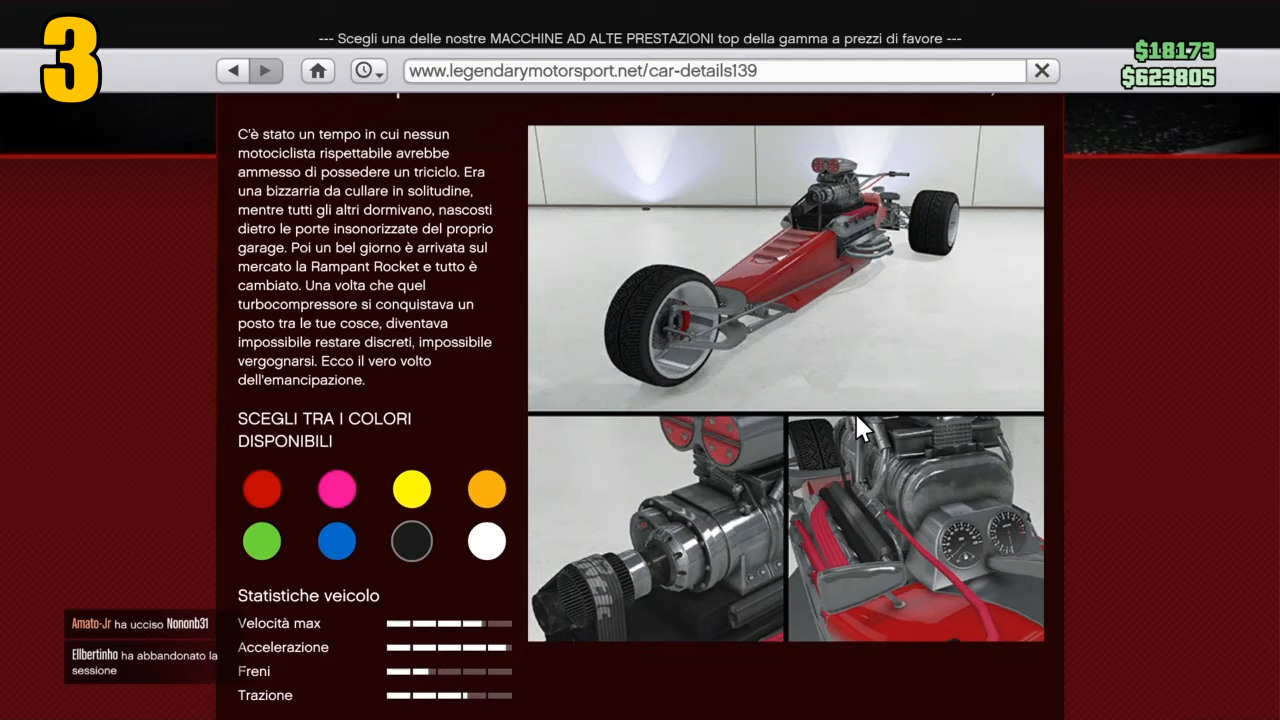 3
--- Scegli una delle nostre MACCHINE AD ALTE PRESTAZIONI top della gamma a prezzi di favore ---
www.legendarymotorsport.net/car-details139
$18173
$623805
C'è stato un tempo in cui nessun
motociclista rispettabile avrebbe
ammesso di possedere un triciclo. Era
una bizzarria da cullare in solitudine,
mentre tutti gli altri dormivano, nascosti
dietro le porte insonorizzate del proprio
garage. Poi un bel giorno è arrivata sul
mercato la Rampant Rocket e tutto è
cambiato. Una volta che quel
turbocompressore si conquistava un
posto tra le tue cosce, diventava
impossibile restare discreti, impossibile
vergognarsi. Ecco il vero volto
dell'emancipazione.
SCEGLI TRA I COLORI
DISPONIBILI
Statistiche veicolo
Velocità max
Accelerazione
Freni
Trazione
Amato-Jr ha ucciso Nononb31
Ellbertinho ha abbandonato la
sessione